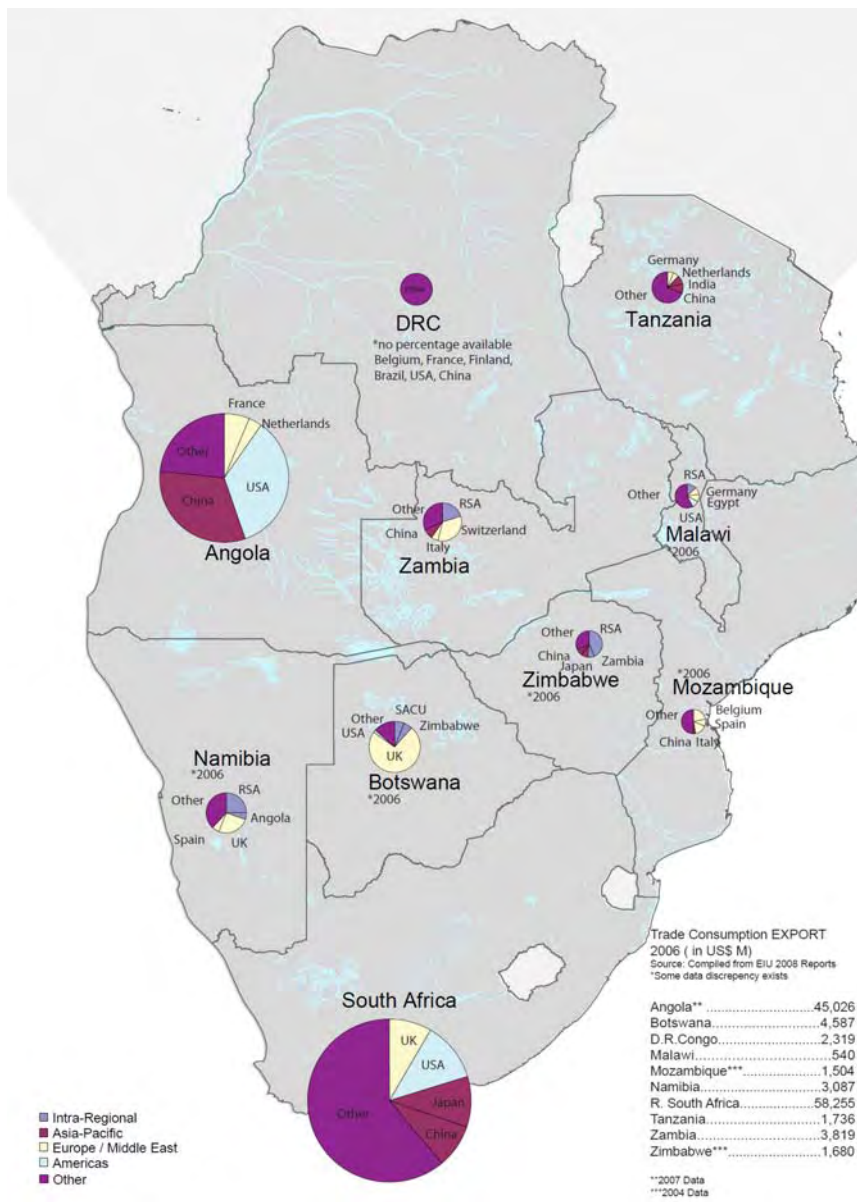 Germany
Netherlands
India
China
Other
Tanzania
DRC
*no percentage available
Belgium, France, Finland,
Brazil, USA, China
France
Netherlands
Other
USA
China
Angola
RSA
Other
Switzerland
China
Italy
Zambia
RSA
Other
Germany
Egypt
USA
Malawi
*2006
Other
RSA
China
Japan
Zambia
Zimbabwe
*2006
*2006
Mozambique
Other
Belgium
Spain
China Italy
SACU
Other
Zimbabwe
USA
UK
Botswana
*2006
Namibia
*2006
RSA
Other
Angola
Spain
UK
South Africa
UK
USA
Japan
Other
China
Trade Consumption EXPORT
2006 ( in US$ M)
Source: Compiled from EIU 2008 Reports
*Some data discrepency exists
Angola** ........................45,026
Botswana..........................4,587
D.R.Congo........................2,319
Malawi..................................540
Mozambique***................1,504
Namibia............................3,087
R. South Africa................58,255
Tanzania...........................1,736
Zambia..............................3,819
Zimbabwe***....................1,680
**2007 Data
***2004 Data
Intra-Regional
Asia-Pacific
Europe / Middle East
Americas
Other